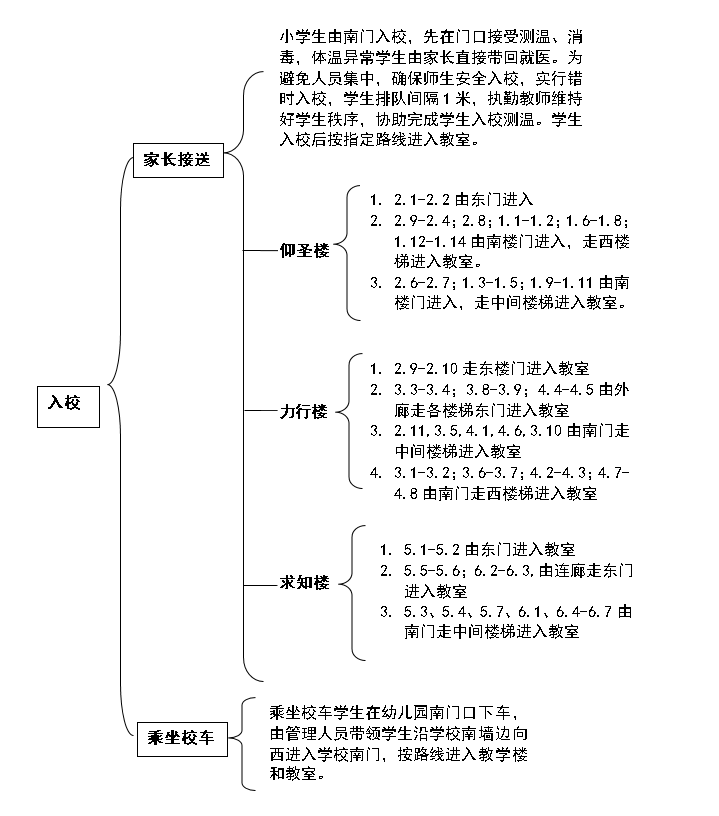 入校
家长接送
小学生由南门入校，先在门口接受测温、消
毒，体温异常学生由家长直接带回就医。为
避免人员集中，确保师生安全入校，实行错
时入校，学生排队间隔1米，执勤教师维持
好学生秩序，协助完成学生入校测温。学生
入校后按指定路线进入教室。
仰圣楼
1. 2.1-2.2由东门进入
2. 2.9-2.4；2.8；1.1-1.2；1.6-1.8；
1.12-1.14由南楼门进入，走西楼
梯进入教室。
3. 2.6-2.7；1.3-1.5；1.9-1.11由南
楼门进入，走中间楼梯进入教室。
力行楼
1. 2.9-2.10走东楼门进入教室
2. 3.3-3.4；3.8-3.9；4.4-4.5由外
廊走各楼梯东门进入教室
3. 2.11,3.5,4.1,4.6,3.10由南门走
中间楼梯进入教室
4. 3.1-3.2；3.6-3.7；4.2-4.3；4.7-
4.8由南门走西楼梯进入教室
求知楼
1. 5.1-5.2由东门进入教室
2. 5.5-5.6；6.2-6.3,由连廊走东门
进入教室
3. 5.3、5.4、5.7、6.1、6.4-6.7由
南门走中间楼梯进入教室
乘坐校车
乘坐校车学生在幼儿园南门口下车，
由管理人员带领学生沿学校南墙边向
西进入学校南门，按路线进入教学楼
和教室。